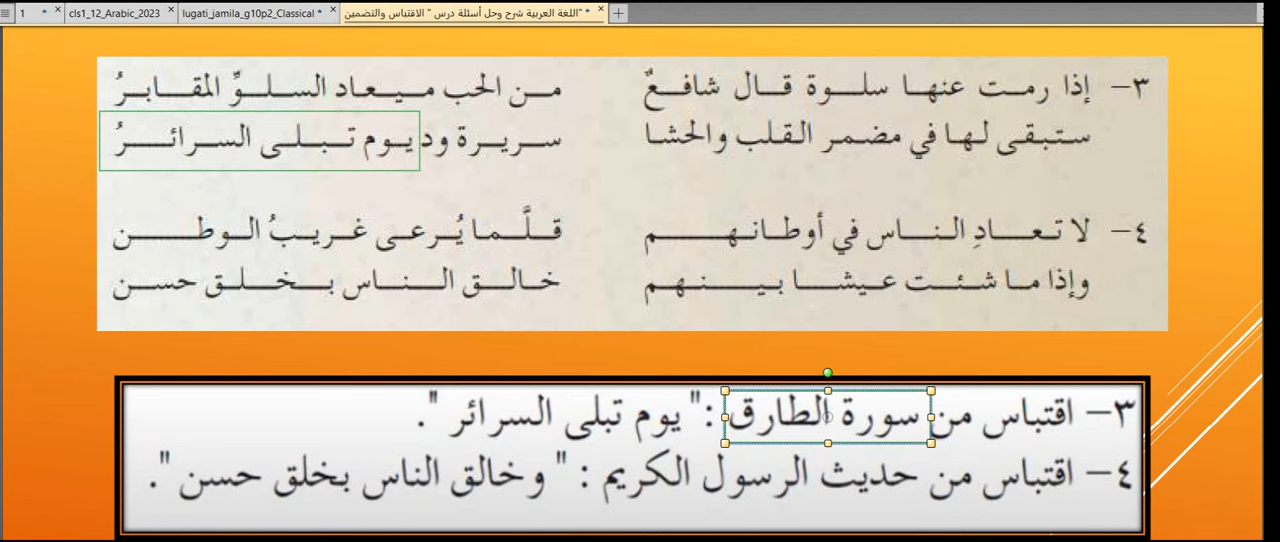 1 *
cls1_12_Arabic_2023
lugati_jamila_g10p2_Classical *
اللغة العربية شرح وحل أسئلة درس " الاقتباس والتضمين" *
٣– إذا رمت عنها سلوة قال شافعٌ من الحب ميعاد السلوِّ المقابرُ
ستبقى لها في مضمر القلب والحشا سريرة ود يوم تبلى السرائرُ
٤– لا تعادِ الناس في أوطانهم قلَّما يُرعى غريبُ الوطن
وإذا ما شئت عيشا بينهم خالق الناس بخلق حسن
٣– اقتباس من سورة الطارق :" يوم تبلى السرائر ".
٤– اقتباس من حديث الرسول الكريم : " وخالق الناس بخلق حسن ".